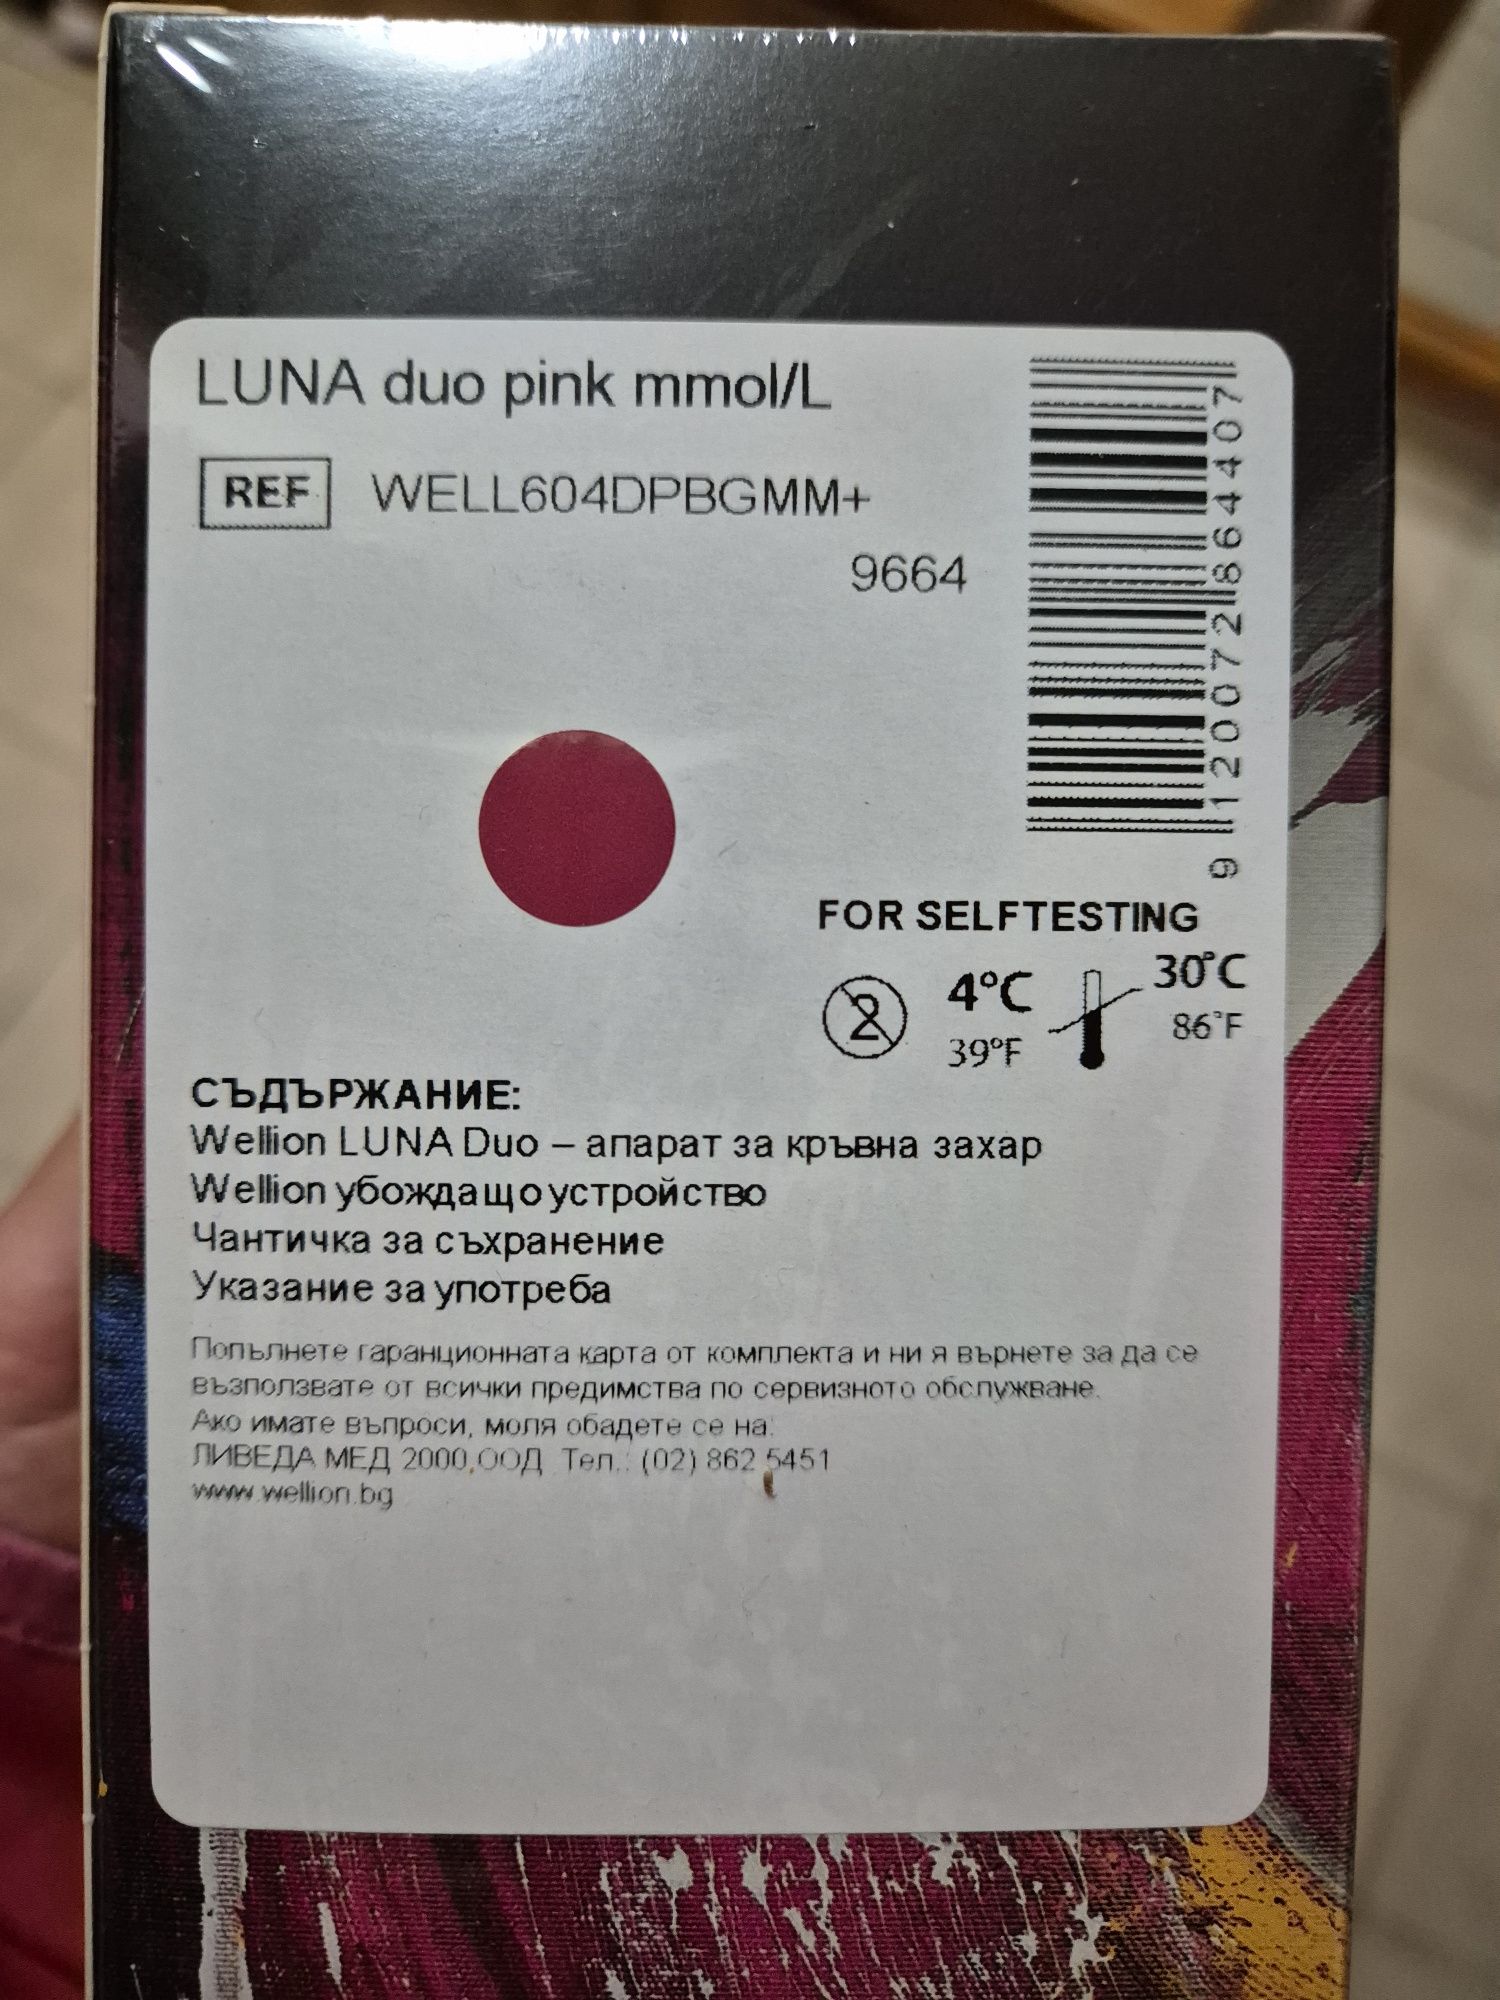 LUNA duo pink mmol/L
REF WELL604DPBGMM+
9664
9 120072 864407
FOR SELFTESTING
2 4°C 30°C
39°F 86°F
СЪДЪРЖАНИЕ:
Wellion LUNA Duo – апарат за кръвна захар
Wellion убождащо устройство
Чантичка за съхранение
Указание за употреба
Попълнете гаранционната карта от комплекта и ни я върнете за да се
възползвате от всички предимства по сервизното обслужване.
Ако имате въпроси, моля обадете се на:
ЛИВЕДА МЕД 2000 ООД Тел.: (02) 862 5451
www.wellion.bg